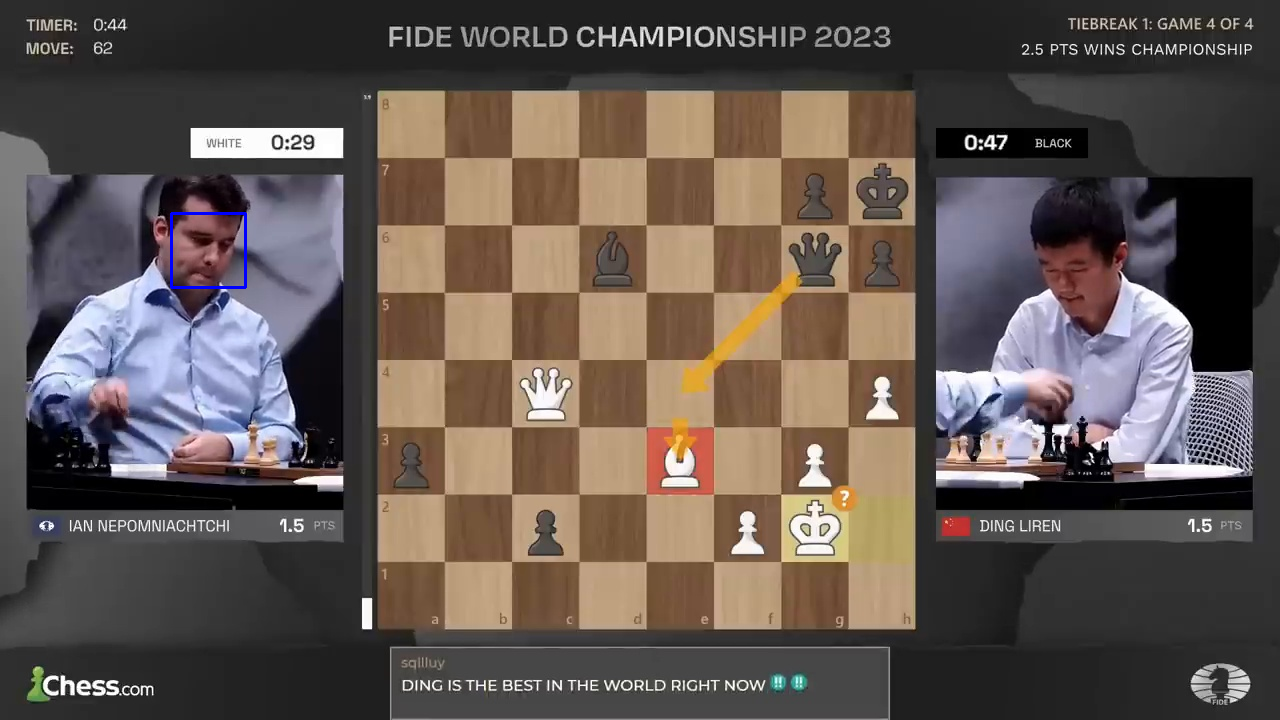 TIMER: 0:44
MOVE: 62
FIDE WORLD CHAMPIONSHIP 2023
TIEBREAK 1: GAME 4 OF 4
2.5 PTS WINS CHAMPIONSHIP
WHITE 0:29
0:47 BLACK
8
7
6
5
4
3
2
1
a b c d e f g h
?
IAN NEPOMNIACHTCHI 1.5 PTS
DING LIREN 1.5 PTS
sqllluy
DING IS THE BEST IN THE WORLD RIGHT NOW ‼ ‼
Chess.com
FIDE